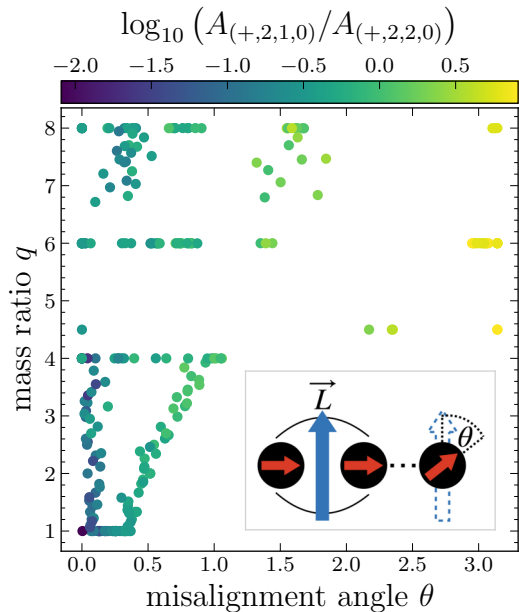 log₁₀ (A₍₊,₂,₁,₀₎/A₍₊,₂,₂,₀₎)
−2.0 −1.5 −1.0 −0.5 0.0 0.5
8
7
6
5
4
3
2
1
mass ratio q
L
θ
0.0 0.5 1.0 1.5 2.0 2.5 3.0
misalignment angle θ